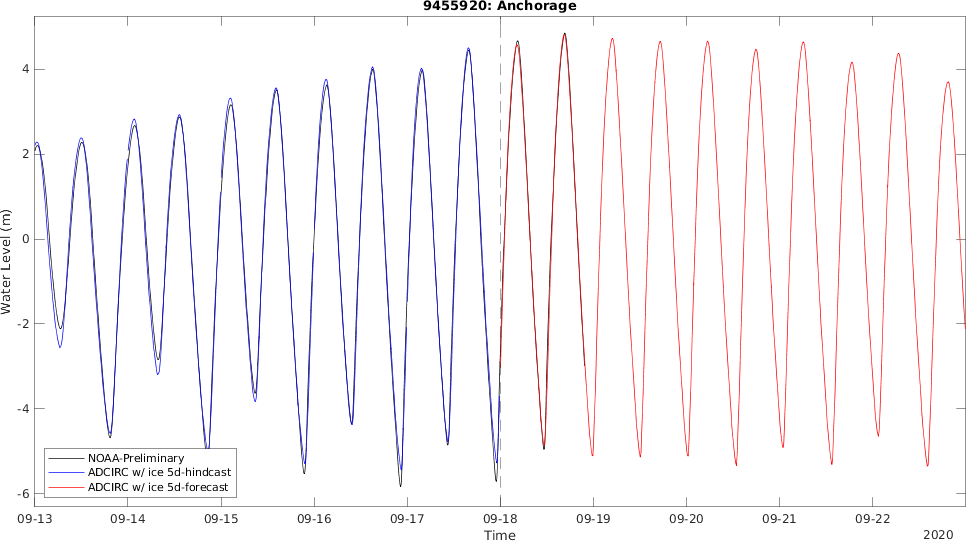 9455920: Anchorage
Water Level (m)
4
2
0
-2
-4
-6
NOAA-Preliminary
ADCIRC w/ ice 5d-hindcast
ADCIRC w/ ice 5d-forecast
09-13 09-14 09-15 09-16 09-17 09-18 09-19 09-20 09-21 09-22
Time
2020